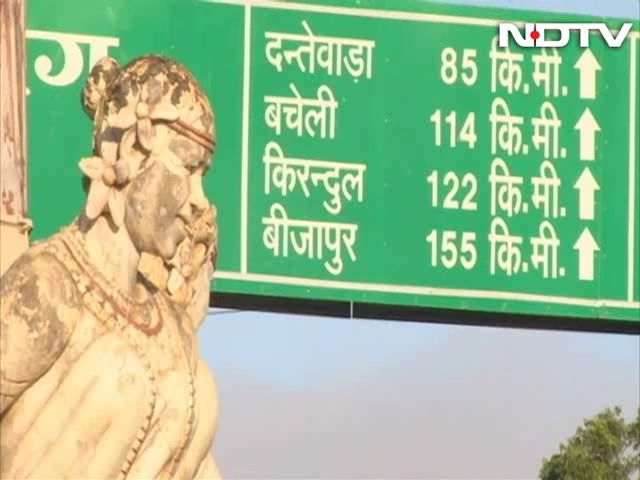 NDTV
दन्तेवाड़ा 85 कि.मी. ↑
बचेली 114 कि.मी. ↑
किरन्दुल 122 कि.मी. ↑
बीजापुर 155 कि.मी. ↑